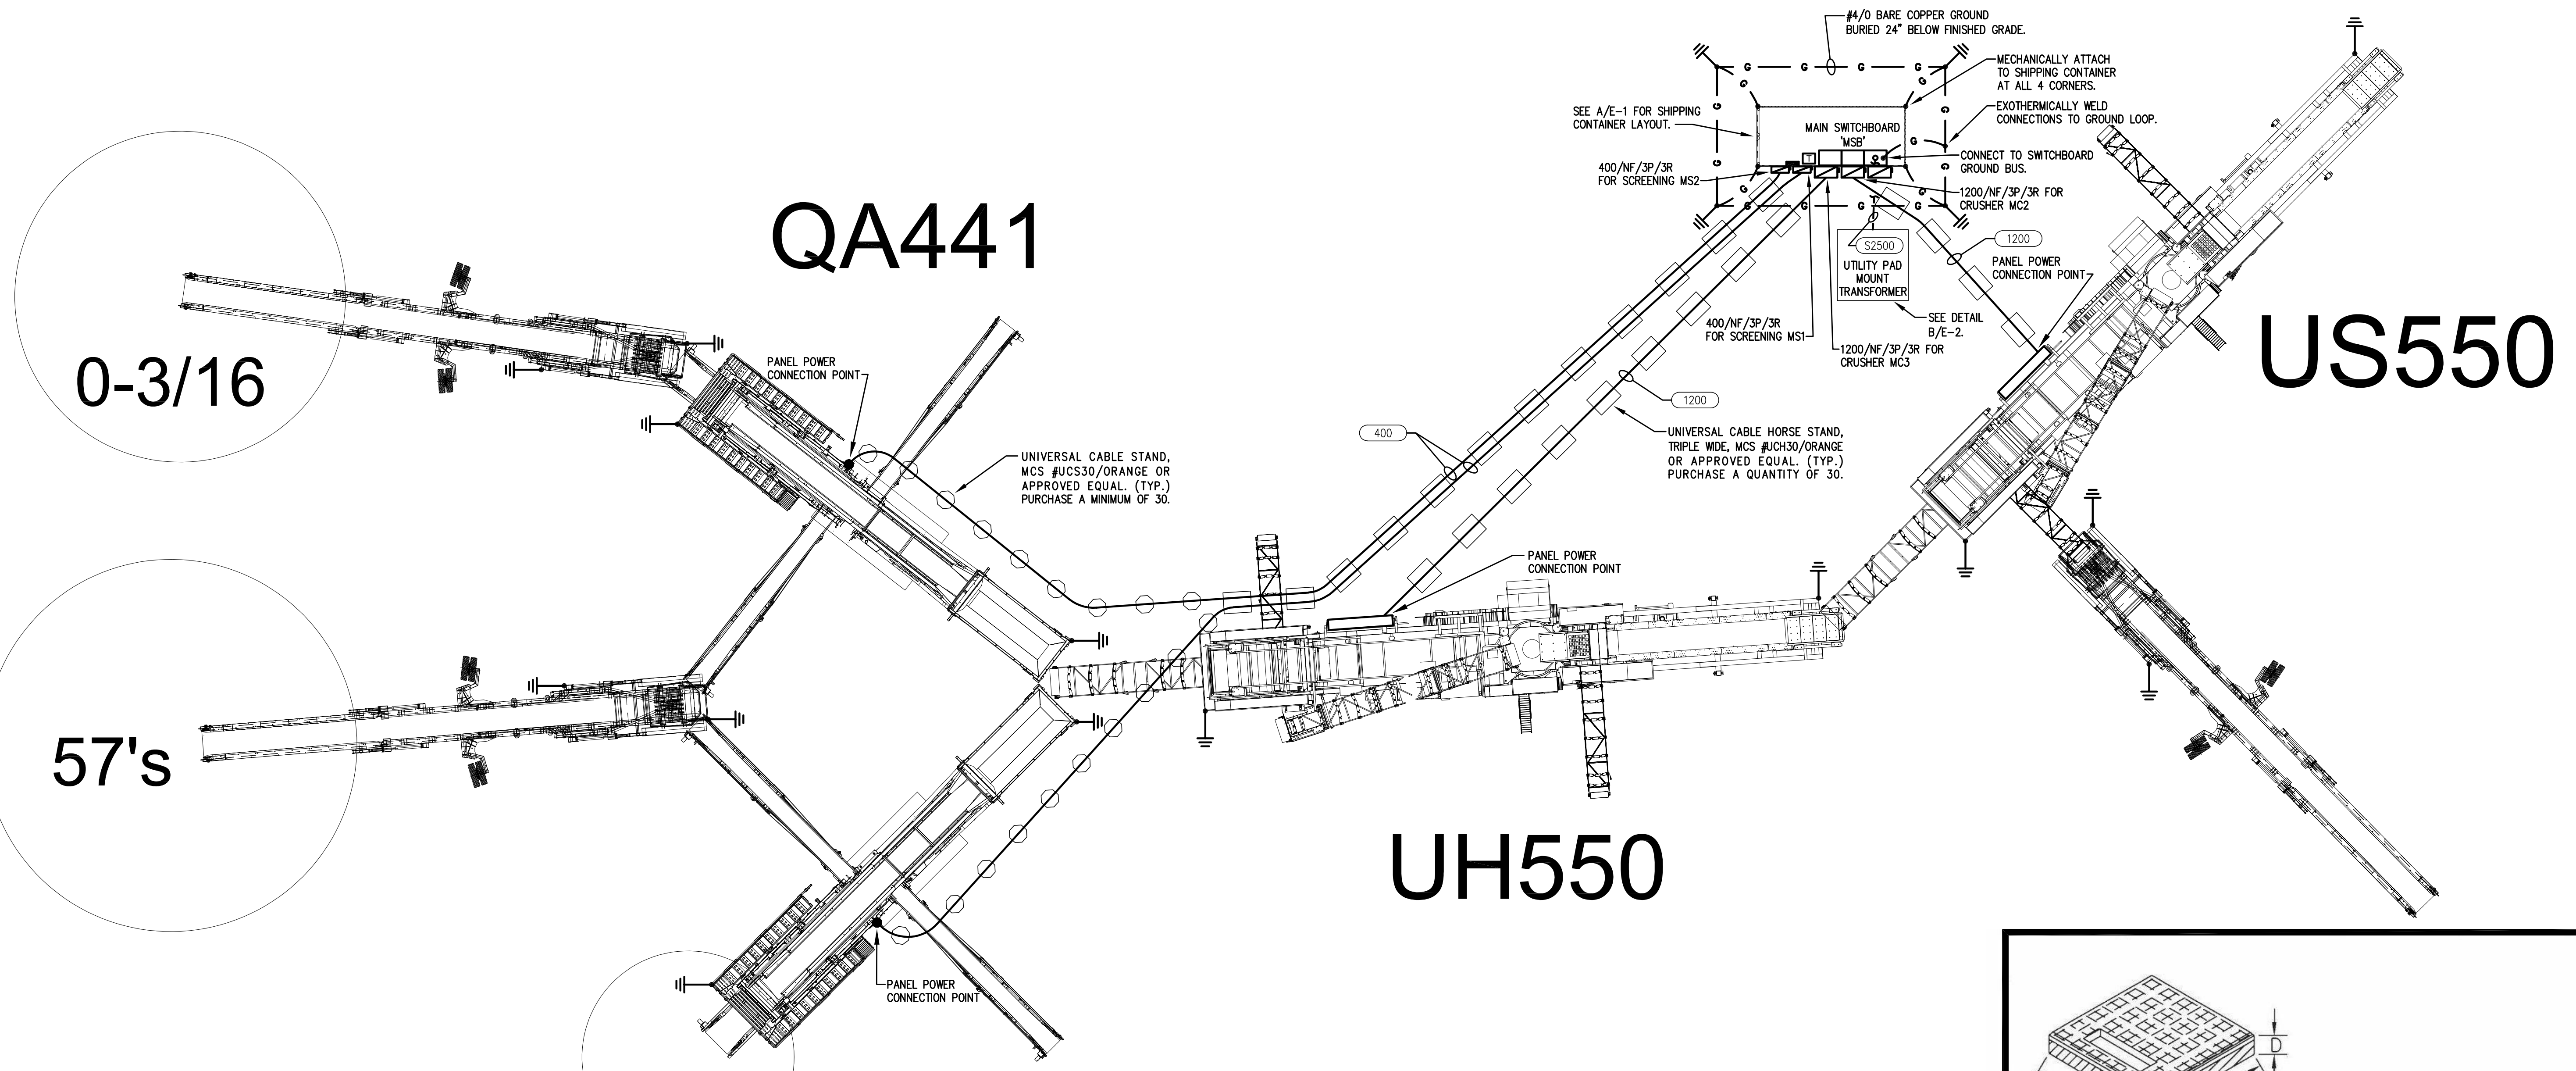 #4/0 BARE COPPER GROUND
BURIED 24" BELOW FINISHED GRADE.
MECHANICALLY ATTACH
TO SHIPPING CONTAINER
AT ALL 4 CORNERS.
EXOTHERMICALLY WELD
CONNECTIONS TO GROUND LOOP.
SEE A/E-1 FOR SHIPPING
CONTAINER LAYOUT.
MAIN SWITCHBOARD
'MSB'
CONNECT TO SWITCHBOARD
GROUND BUS.
400/NF/3P/3R
FOR SCREENING MS2
1200/NF/3P/3R FOR
CRUSHER MC2
G G G G
G G
G G
G
G G
G G
G G G G
T
S2500
UTILITY PAD
MOUNT
TRANSFORMER
1200
PANEL POWER
CONNECTION POINT
SEE DETAIL
B/E-2.
400/NF/3P/3R
FOR SCREENING MS1
1200/NF/3P/3R FOR
CRUSHER MC3
QA441
US550
0-3/16
PANEL POWER
CONNECTION POINT
1200
400
UNIVERSAL CABLE HORSE STAND,
TRIPLE WIDE, MCS #UCH30/ORANGE
OR APPROVED EQUAL. (TYP.)
PURCHASE A QUANTITY OF 30.
UNIVERSAL CABLE STAND,
MCS #UCS30/ORANGE OR
APPROVED EQUAL. (TYP.)
PURCHASE A MINIMUM OF 30.
PANEL POWER
CONNECTION POINT
57's
UH550
PANEL POWER
CONNECTION POINT
D